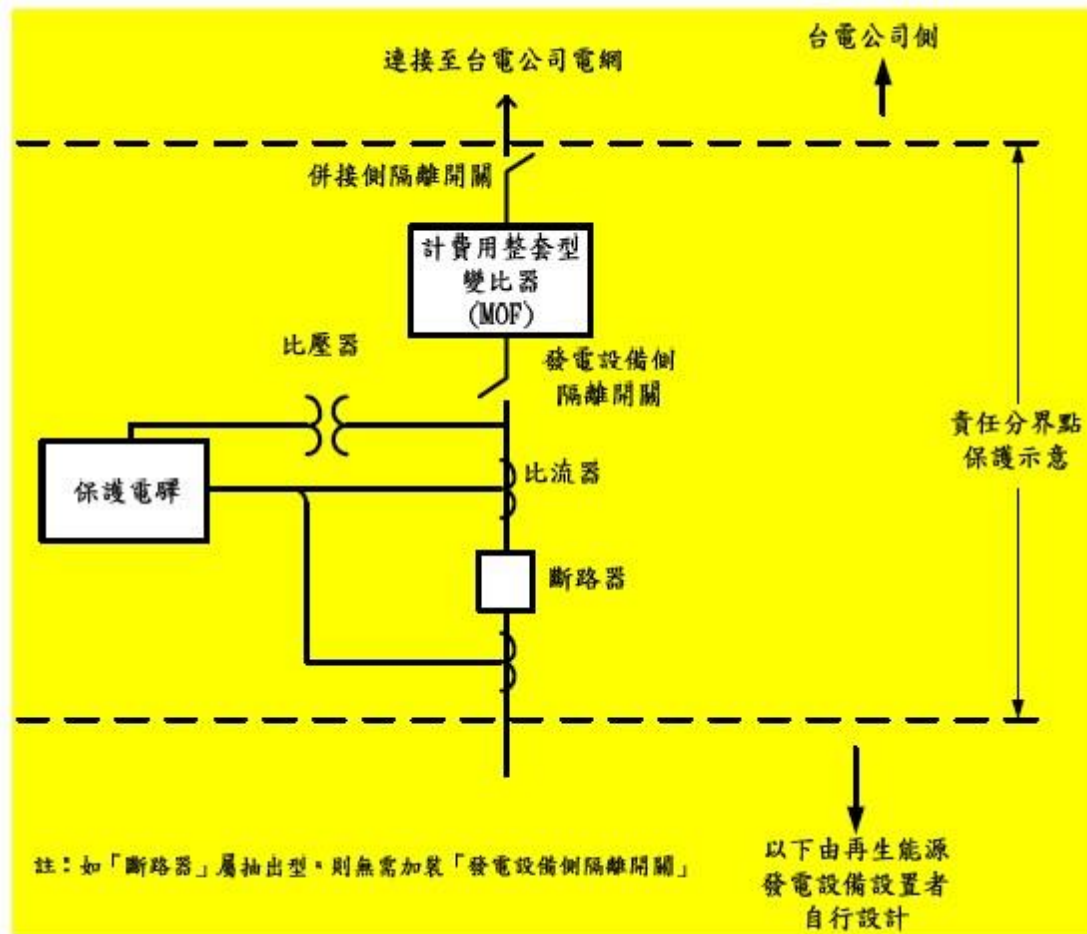 台電公司側
連接至台電公司電網
併接側隔離開關
計費用整套型
變比器
(MOF)
比壓器
發電設備側
隔離開關
責任分界點
保護示意
比流器
保護電驛
斷路器
註：如「斷路器」屬抽出型，則無需加裝「發電設備側隔離開關」
以下由再生能源
發電設備設置者
自行設計